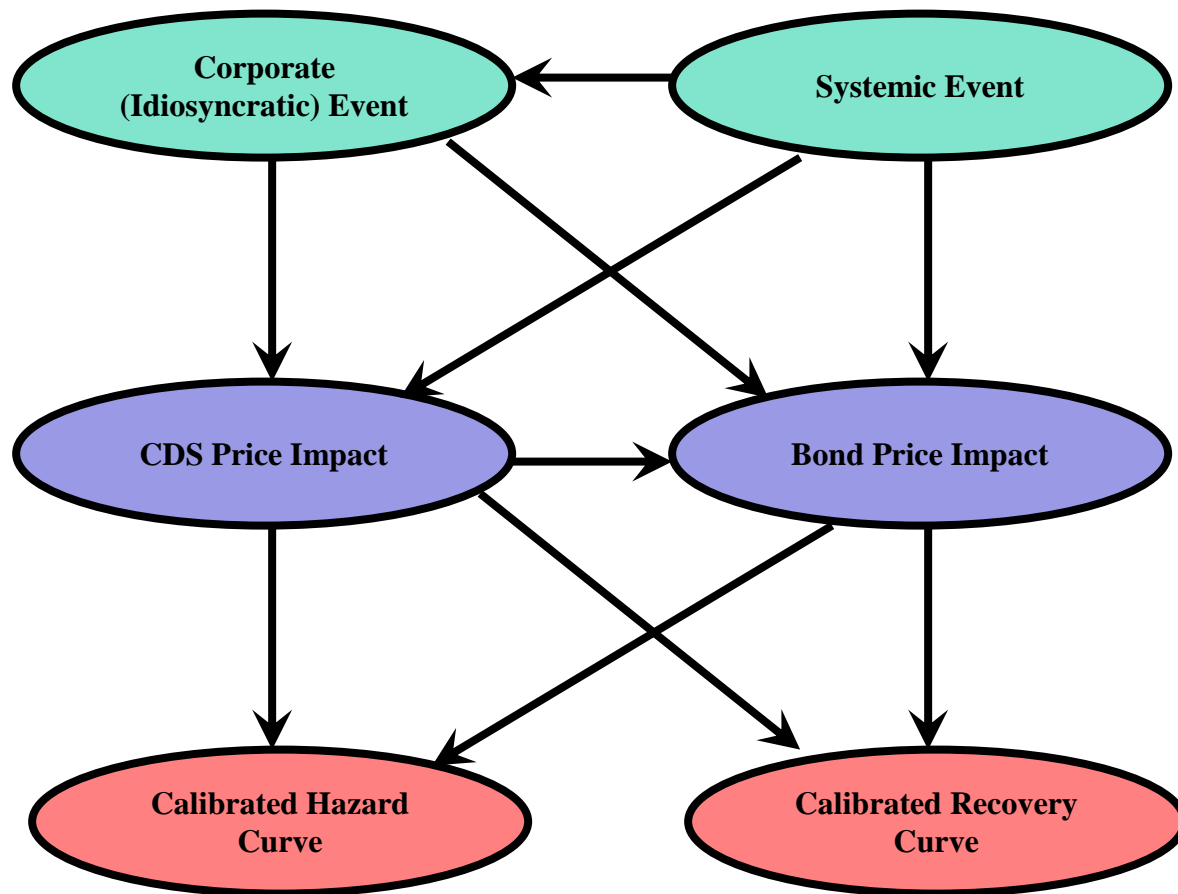 Corporate
(Idiosyncratic) Event
Systemic Event
CDS Price Impact
Bond Price Impact
Calibrated Hazard
Curve
Calibrated Recovery
Curve